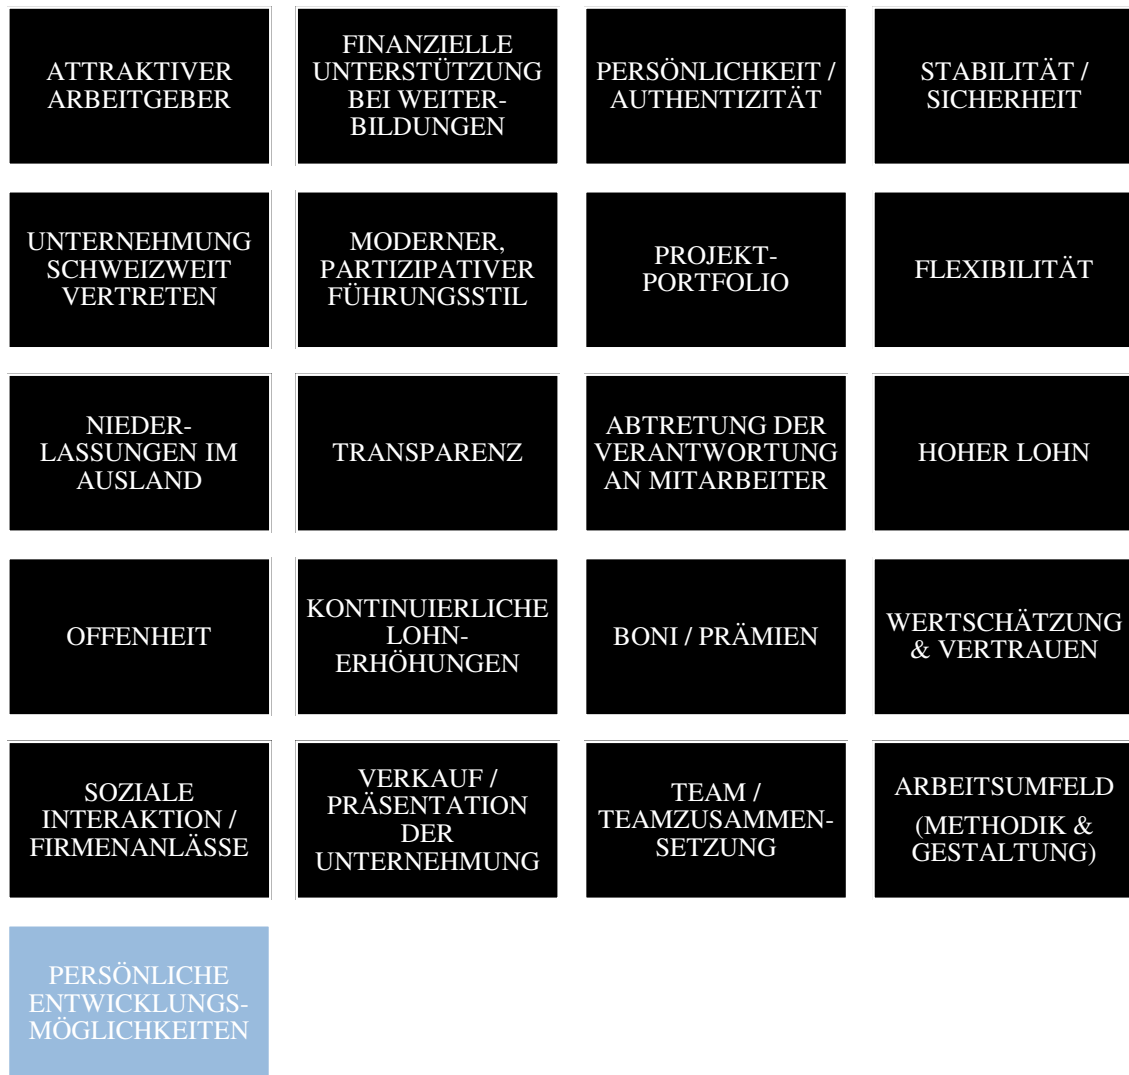 ATTRAKTIVER
ARBEITGEBER
FINANZIELLE
UNTERSTÜTZUNG
BEI WEITER-
BILDUNGEN
PERSÖNLICHKEIT /
AUTHENTIZITÄT
STABILITÄT /
SICHERHEIT
UNTERNEHMUNG
SCHWEIZWEIT
VERTRETEN
MODERNER,
PARTIZIPATIVER
FÜHRUNGSSTIL
PROJEKT-
PORTFOLIO
FLEXIBILITÄT
NIEDER-
LASSUNGEN IM
AUSLAND
TRANSPARENZ
ABTRETUNG DER
VERANTWORTUNG
AN MITARBEITER
HOHER LOHN
OFFENHEIT
KONTINUIERLICHE
LOHN-
ERHÖHUNGEN
BONI / PRÄMIEN
WERTSCHÄTZUNG
& VERTRAUEN
SOZIALE
INTERAKTION /
FIRMENANLÄSSE
VERKAUF /
PRÄSENTATION
DER
UNTERNEHMUNG
TEAM /
TEAMZUSAMMEN-
SETZUNG
ARBEITSUMFELD
(METHODIK &
GESTALTUNG)
PERSÖNLICHE
ENTWICKLUNGS-
MÖGLICHKEITEN